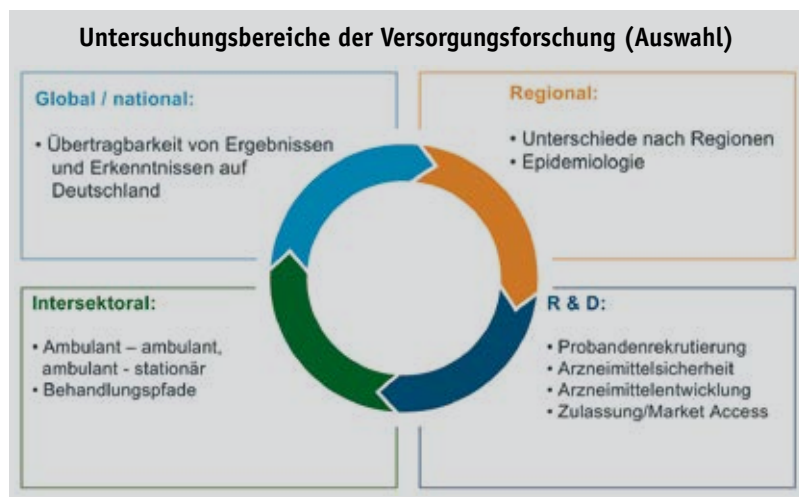 Untersuchungsbereiche der Versorgungsforschung (Auswahl)
Global / national:
• Übertragbarkeit von Ergebnissen
und Erkenntnissen auf
Deutschland
Regional:
• Unterschiede nach Regionen
• Epidemiologie
Intersektoral:
• Ambulant – ambulant,
ambulant - stationär
• Behandlungspfade
R & D:
• Probandenrekrutierung
• Arzneimittelsicherheit
• Arzneimittelentwicklung
• Zulassung/Market Access